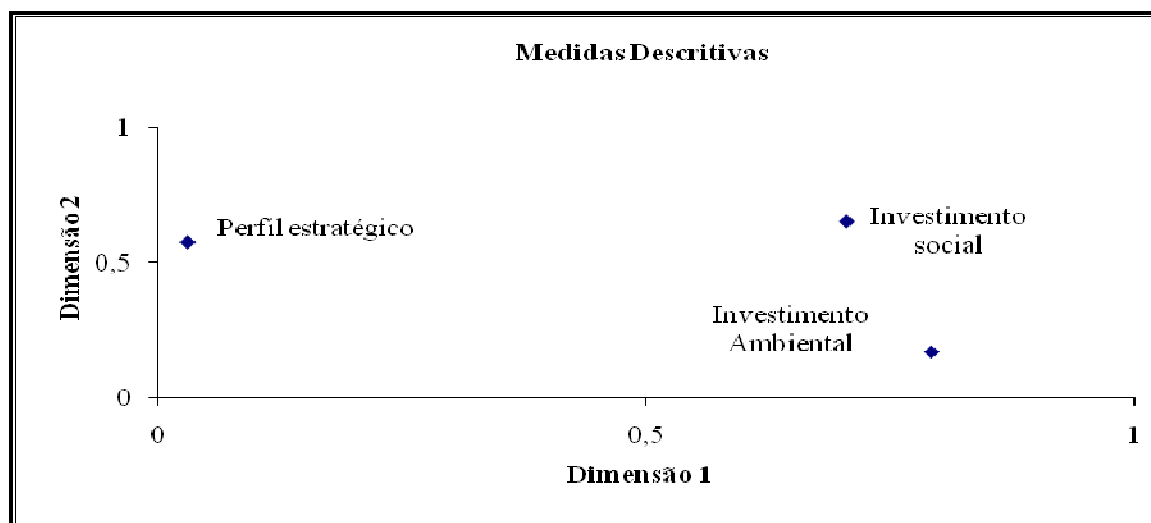 Medidas Descritivas
1
Perfil estratégico
Investimento
social
Dimensão 2
0,5
Investimento
Ambiental
0
0
0,5
1
Dimensão 1